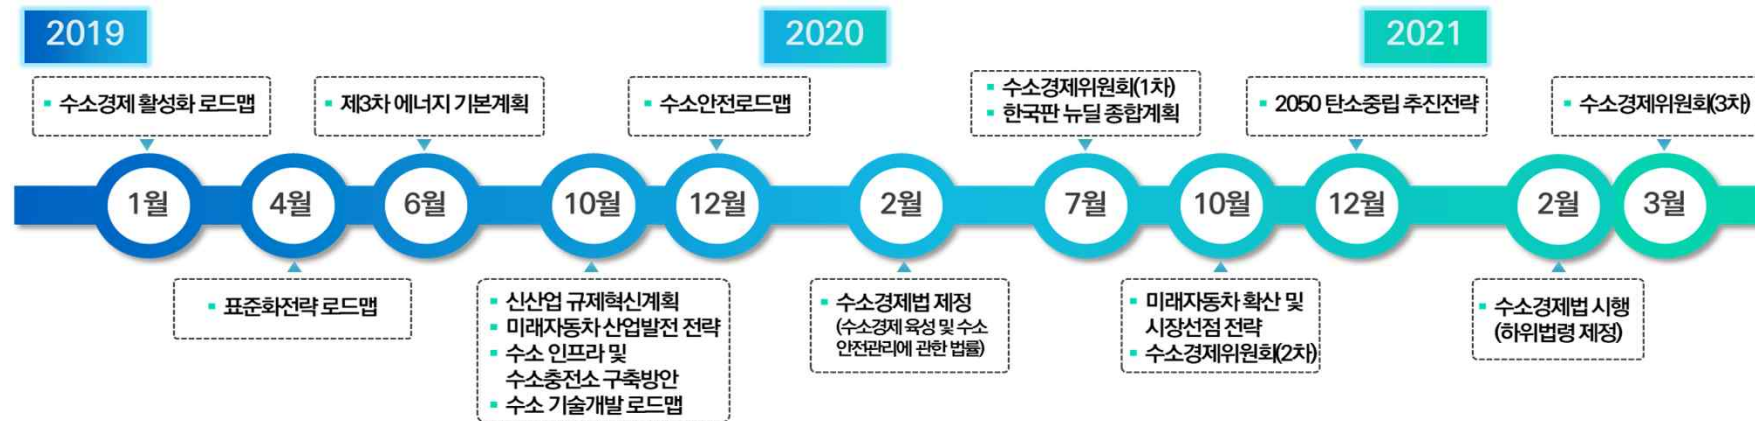 2019
2020
2021
▪ 수소경제 활성화 로드맵
▪ 제3차 에너지 기본계획
▪ 수소안전로드맵
▪ 수소경제위원회(1차)
▪ 한국판 뉴딜 종합계획
▪ 2050 탄소중립 추진전략
▪ 수소경제위원회(3차)
1월
4월
6월
10월
12월
2월
7월
10월
12월
2월
3월
▪ 표준화전략 로드맵
▪ 신산업 규제혁신계획
▪ 미래자동차 산업발전 전략
▪ 수소 인프라 및
수소충전소 구축방안
▪ 수소 기술개발 로드맵
▪ 수소경제법 제정
(수소경제 육성 및 수소
안전관리에 관한 법률)
▪ 미래자동차 확산 및
시장선점 전략
▪ 수소경제위원회(2차)
▪ 수소경제법 시행
(하위법령 제정)